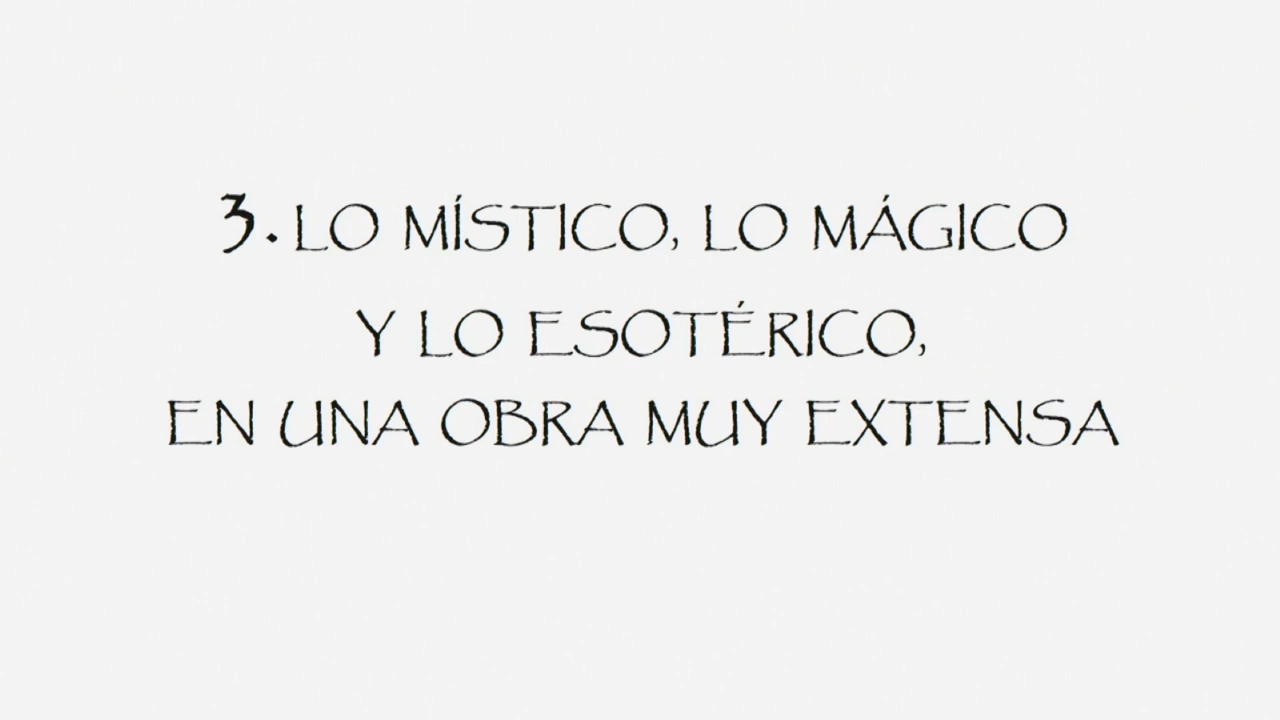 3. LO MÍSTICO, LO MÁGICO
Y LO ESOTÉRICO,
EN UNA OBRA MUY EXTENSA